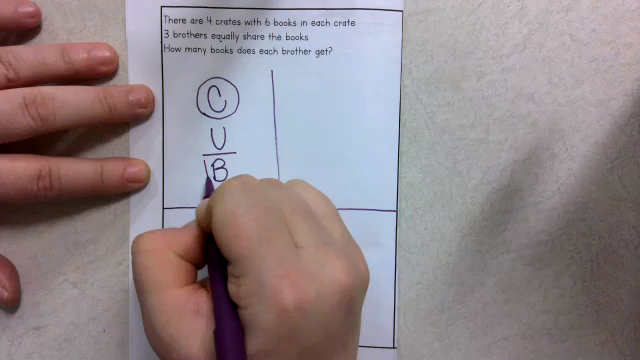 There are 4 crates with 6 books in each crate
3 brothers equally share the books
How many books does each brother get?
C
U
B